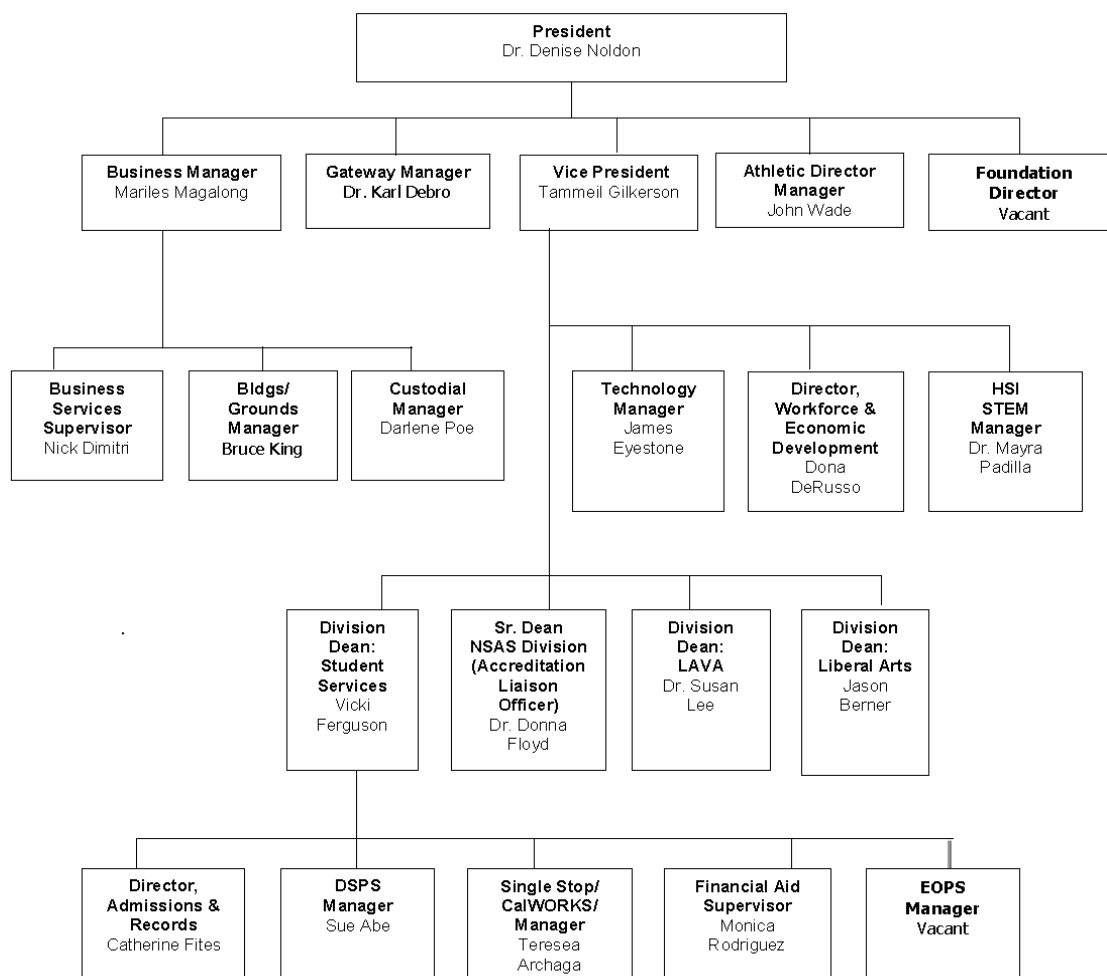 President
Dr. Denise Noldon
Business Manager
Mariles Magalong
Gateway Manager
Dr. Karl Debro
Vice President
Tammeil Gilkerson
Athletic Director
Manager
John Wade
Foundation
Director
Vacant
Business
Services
Supervisor
Nick Dimitri
Bldgs/
Grounds
Manager
Bruce King
Custodial
Manager
Darlene Poe
Technology
Manager
James
Eyestone
Director,
Workforce &
Economic
Development
Dona
DeRusso
HSI
STEM
Manager
Dr. Mayra
Padilla
Division
Dean:
Student
Services
Vicki
Ferguson
Sr. Dean
NSAS Division
(Accreditation
Liaison
Officer)
Dr. Donna
Floyd
Division
Dean:
LAVA
Dr. Susan
Lee
Division
Dean:
Liberal Arts
Jason
Berner
Director,
Admissions &
Records
Catherine Fites
DSPS
Manager
Sue Abe
Single Stop/
CalWORKS/
Manager
Teresea
Archaga
Financial Aid
Supervisor
Monica
Rodriguez
EOPS
Manager
Vacant